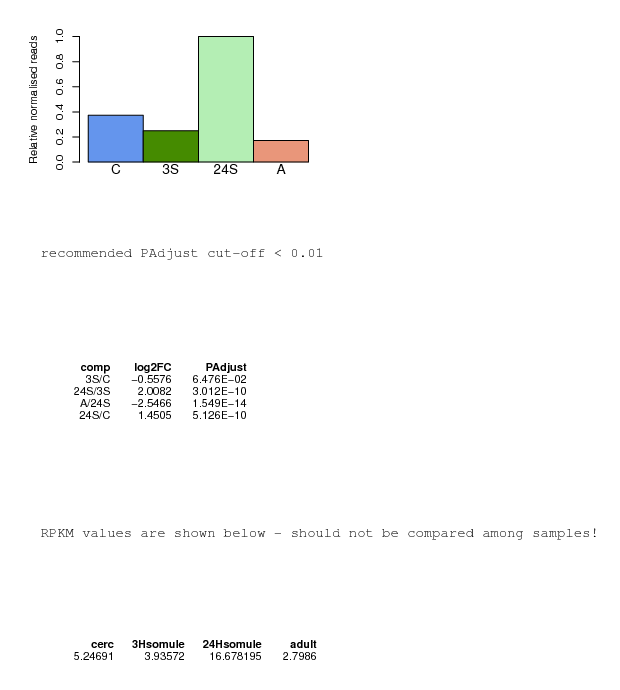 Relative normalised reads
1.0
0.8
0.6
0.4
0.2
0.0
C 3S 24S A
recommended PAdjust cut-off < 0.01
comp log2FC PAdjust
3S/C −0.5576 6.476E−02
24S/3S 2.0082 3.012E−10
A/24S −2.5466 1.549E−14
24S/C 1.4505 5.126E−10
RPKM values are shown below - should not be compared among samples!
cerc 3Hsomule 24Hsomule adult
5.24691 3.93572 16.678195 2.7986